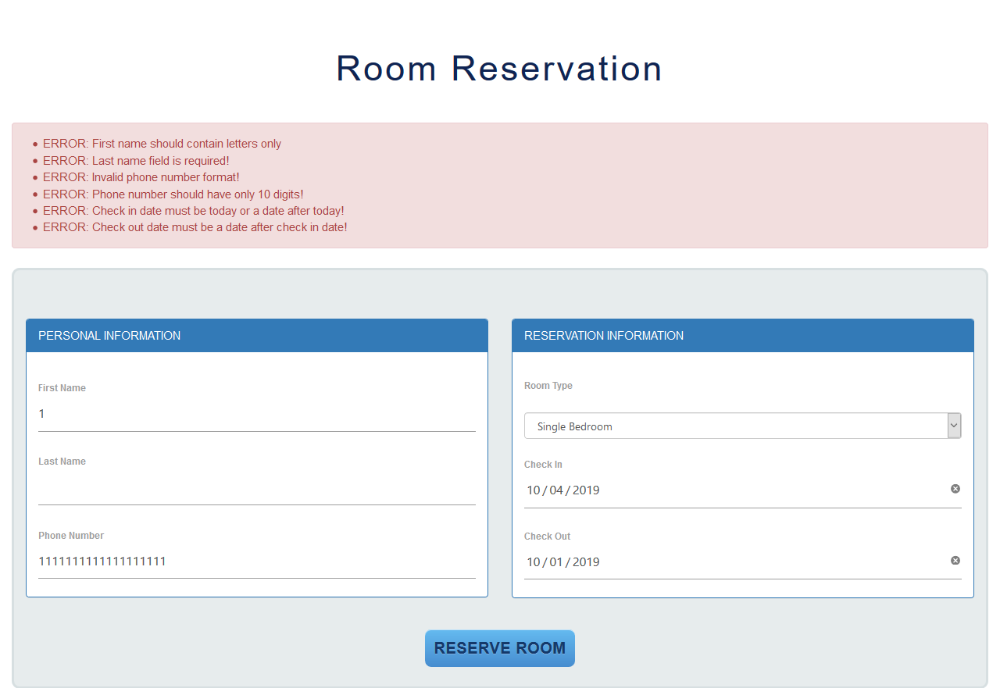 Room Reservation
• ERROR: First name should contain letters only
• ERROR: Last name field is required!
• ERROR: Invalid phone number format!
• ERROR: Phone number should have only 10 digits!
• ERROR: Check in date must be today or a date after today!
• ERROR: Check out date must be a date after check in date!
PERSONAL INFORMATION
First Name
1
Last Name
Phone Number
1111111111111111111
RESERVATION INFORMATION
Room Type
Single Bedroom
Check In
10 / 04 / 2019
Check Out
10 / 01 / 2019
RESERVE ROOM